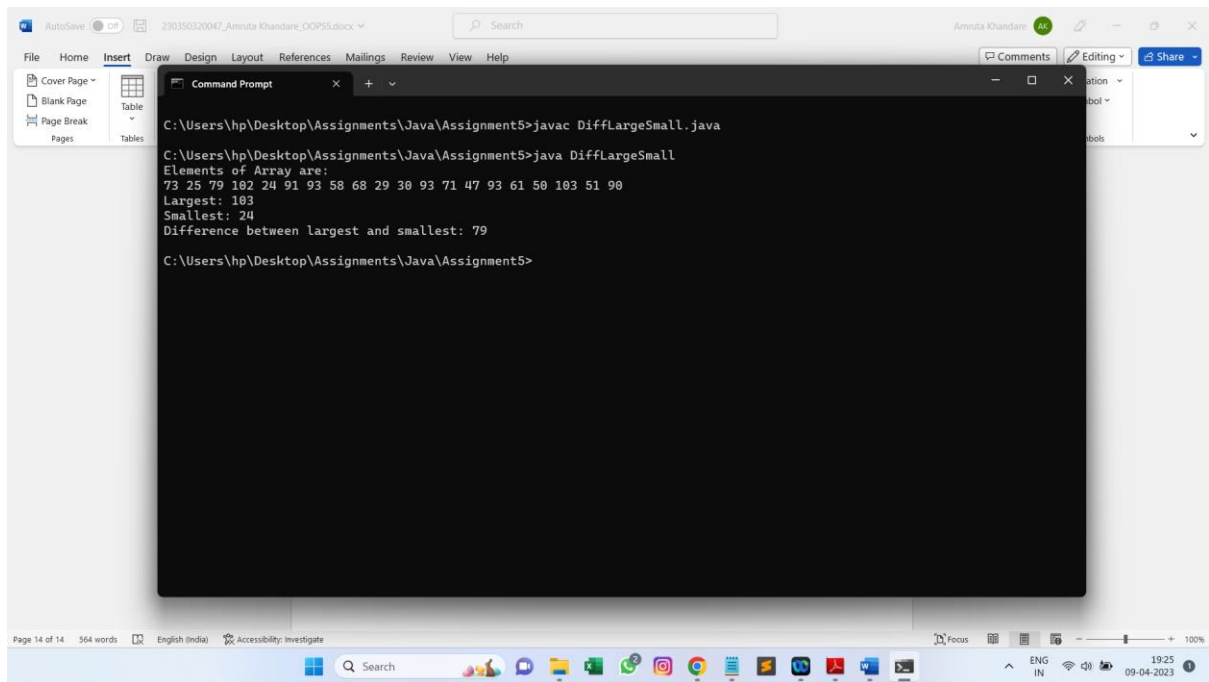 AutoSave Off 230350320047_Amruta Khandare_OOPS5.docx Search Amruta Khandare AK
File Home Insert Draw Design Layout References Mailings Review View Help Comments Editing Share
Cover Page
Blank Page
Page Break
Pages
Table
Tables
Command Prompt
C:\Users\hp\Desktop\Assignments\Java\Assignment5>javac DiffLargeSmall.java
C:\Users\hp\Desktop\Assignments\Java\Assignment5>java DiffLargeSmall
Elements of Array are:
73 25 79 102 24 91 93 58 68 29 30 93 71 47 93 61 50 103 51 90
Largest: 103
Smallest: 24
Difference between largest and smallest: 79
C:\Users\hp\Desktop\Assignments\Java\Assignment5>
Page 14 of 14 564 words English (India) Accessibility: Investigate Focus 100%
Search 2 ENG 19:25
IN 09-04-2023 1